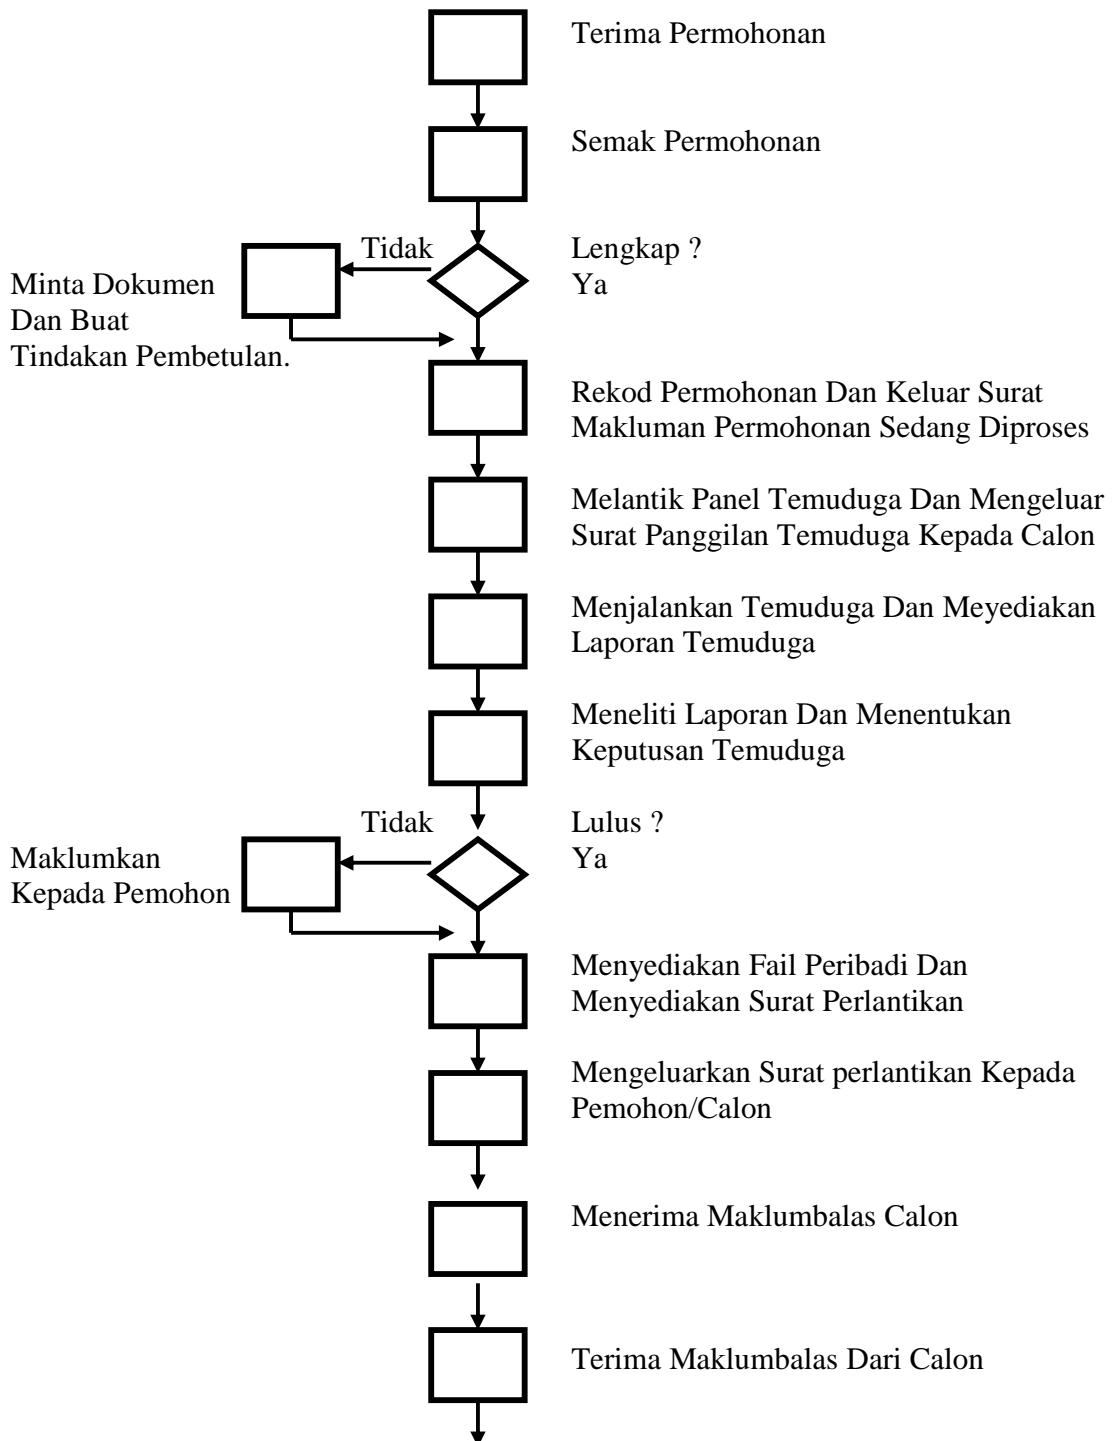 Terima Permohonan
Semak Permohonan
Tidak
Lengkap ?
Ya
Minta Dokumen
Dan Buat
Tindakan Pembetulan.
Rekod Permohonan Dan Keluar Surat
Makluman Permohonan Sedang Diproses
Melantik Panel Temuduga Dan Mengeluar
Surat Panggilan Temuduga Kepada Calon
Menjalankan Temuduga Dan Meyediakan
Laporan Temuduga
Meneliti Laporan Dan Menentukan
Keputusan Temuduga
Tidak
Lulus ?
Ya
Maklumkan
Kepada Pemohon
Menyediakan Fail Peribadi Dan
Menyediakan Surat Perlantikan
Mengeluarkan Surat perlantikan Kepada
Pemohon/Calon
Menerima Maklumbalas Calon
Terima Maklumbalas Dari Calon